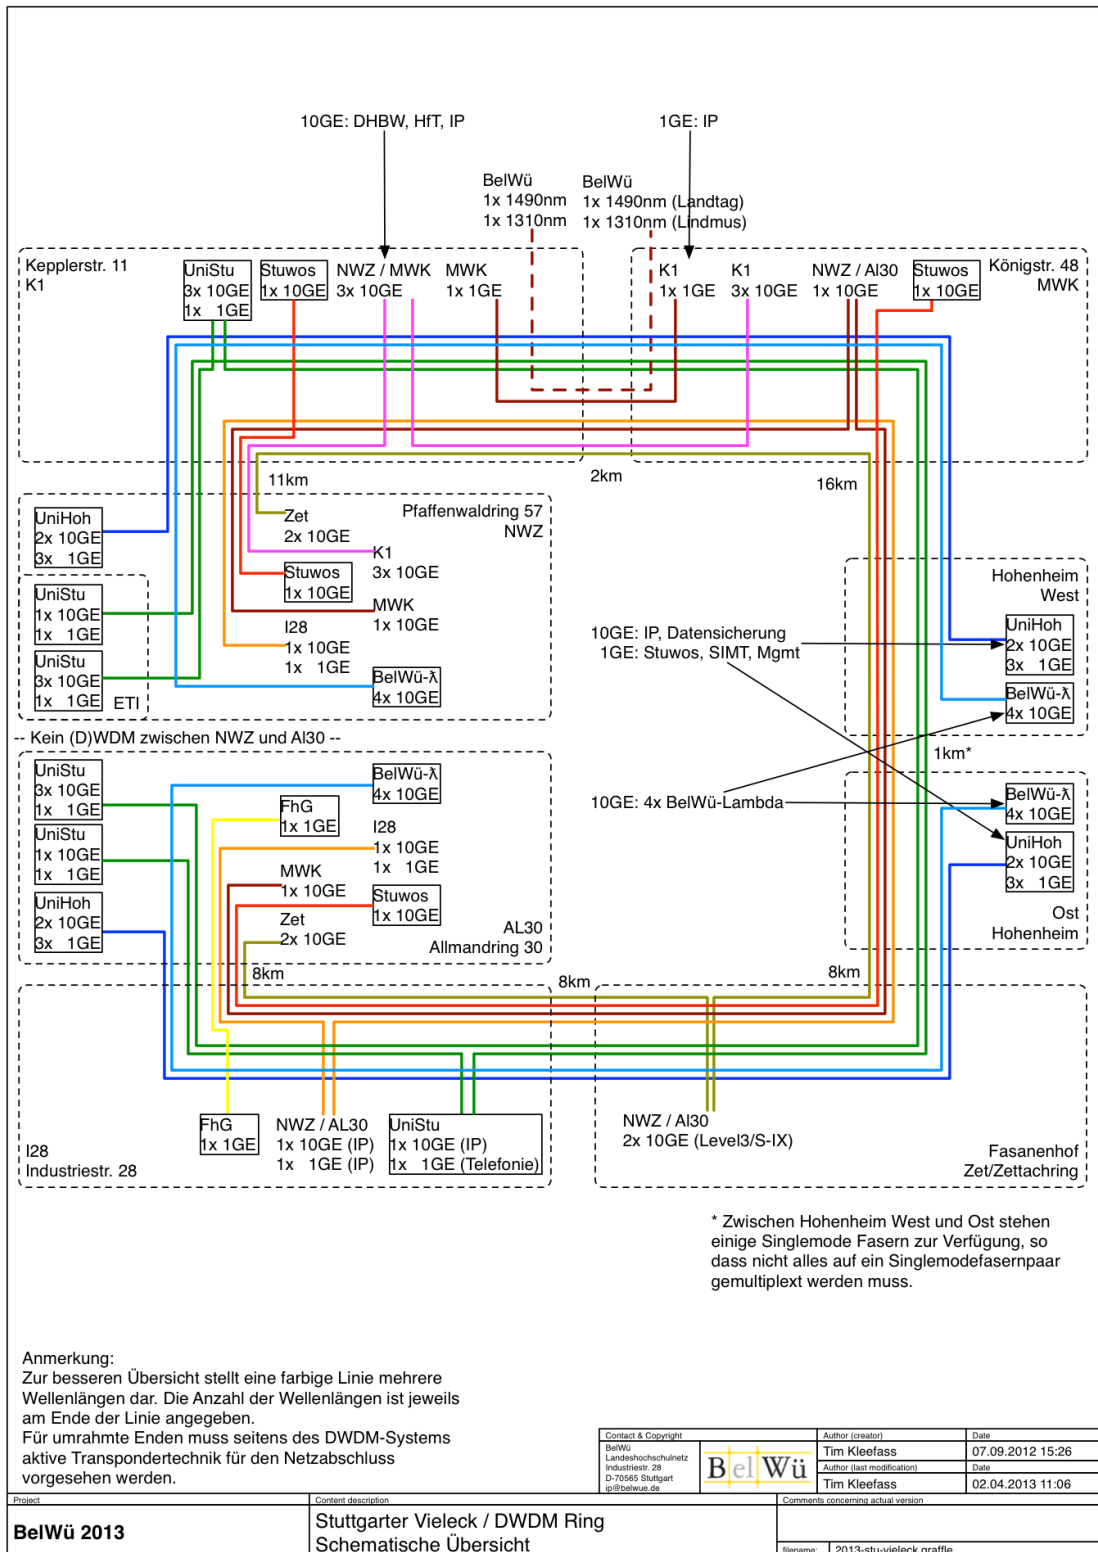 10GE: DHBW, HfT, IP
1GE: IP
BelWü
1x 1490nm
1x 1310nm
BelWü
1x 1490nm (Landtag)
1x 1310nm (Lindmus)
Kepplerstr. 11
K1
UniStu
3x 10GE
1x 1GE
Stuwos
1x 10GE
NWZ / MWK
3x 10GE
MWK
1x 1GE
K1
1x 1GE
K1
3x 10GE
NWZ / Al30
1x 10GE
Stuwos
1x 10GE
Königstr. 48
MWK
11km
2km
16km
UniHoh
2x 10GE
3x 1GE
Zet
2x 10GE
Pfaffenwaldring 57
NWZ
K1
3x 10GE
Stuwos
1x 10GE
MWK
1x 10GE
UniStu
1x 10GE
1x 1GE
I28
1x 10GE
1x 1GE
UniStu
3x 10GE
1x 1GE
ETI
BelWü-λ
4x 10GE
Hohenheim
West
10GE: IP, Datensicherung
1GE: Stuwos, SIMT, Mgmt
UniHoh
2x 10GE
3x 1GE
BelWü-λ
4x 10GE
-- Kein (D)WDM zwischen NWZ und Al30 --
1km*
UniStu
3x 10GE
1x 1GE
BelWü-λ
4x 10GE
FhG
1x 1GE
10GE: 4x BelWü-Lambda
BelWü-λ
4x 10GE
UniStu
1x 10GE
1x 1GE
I28
1x 10GE
1x 1GE
UniHoh
2x 10GE
3x 1GE
MWK
1x 10GE
Stuwos
1x 10GE
UniHoh
2x 10GE
3x 1GE
Zet
2x 10GE
AL30
Allmandring 30
Ost
Hohenheim
8km
8km
8km
FhG
1x 1GE
NWZ / AL30
1x 10GE (IP)
1x 1GE (IP)
UniStu
1x 10GE (IP)
1x 1GE (Telefonie)
I28
Industriestr. 28
NWZ / Al30
2x 10GE (Level3/S-IX)
Fasanenhof
Zet/Zettachring
* Zwischen Hohenheim West und Ost stehen
einige Singlemode Fasern zur Verfügung, so
dass nicht alles auf ein Singlemodefasernpaar
gemultiplext werden muss.
Anmerkung:
Zur besseren Übersicht stellt eine farbige Linie mehrere
Wellenlängen dar. Die Anzahl der Wellenlängen ist jeweils
am Ende der Linie angegeben.
Für umrahmte Enden muss seitens des DWDM-Systems
aktive Transpondertechnik für den Netzabschluss
vorgesehen werden.
Contact & Copyright
BelWü
Landeshochschulnetz
Industriestr. 28
D-70565 Stuttgart
ip@belwue.de
BelWü
Author (creator)
Date
Tim Kleefass
07.09.2012 15:26
Author (last modification)
Date
Tim Kleefass
02.04.2013 11:06
Project
Content description
Comments concerning actual version
BelWü 2013
Stuttgarter Vieleck / DWDM Ring
Schematische Übersicht
filename:
2013-stu-vieleck.graffle